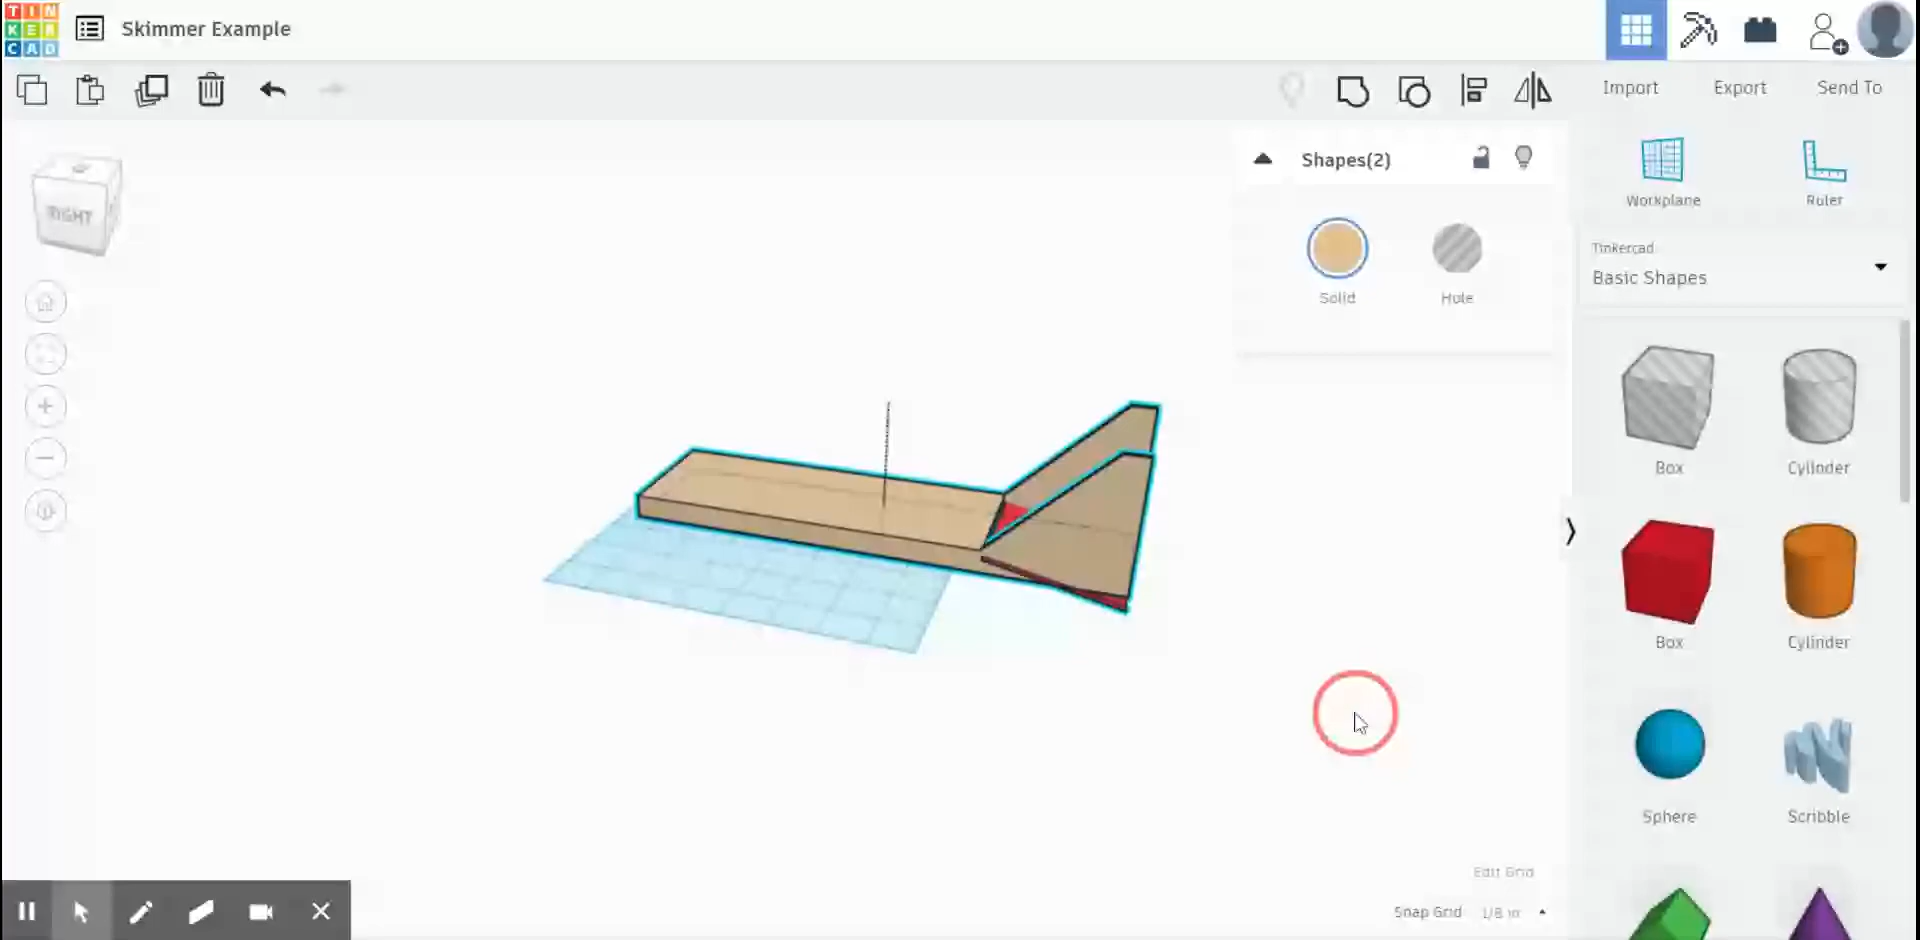 TIN
KER
CAD
Skimmer Example
Import
Export
Send To
RIGHT
Shapes(2)
Solid
Hole
Workplane
Ruler
Tinkercad
Basic Shapes
Box
Cylinder
Box
Cylinder
Sphere
Scribble
Edit Grid
Snap Grid 1/8 in